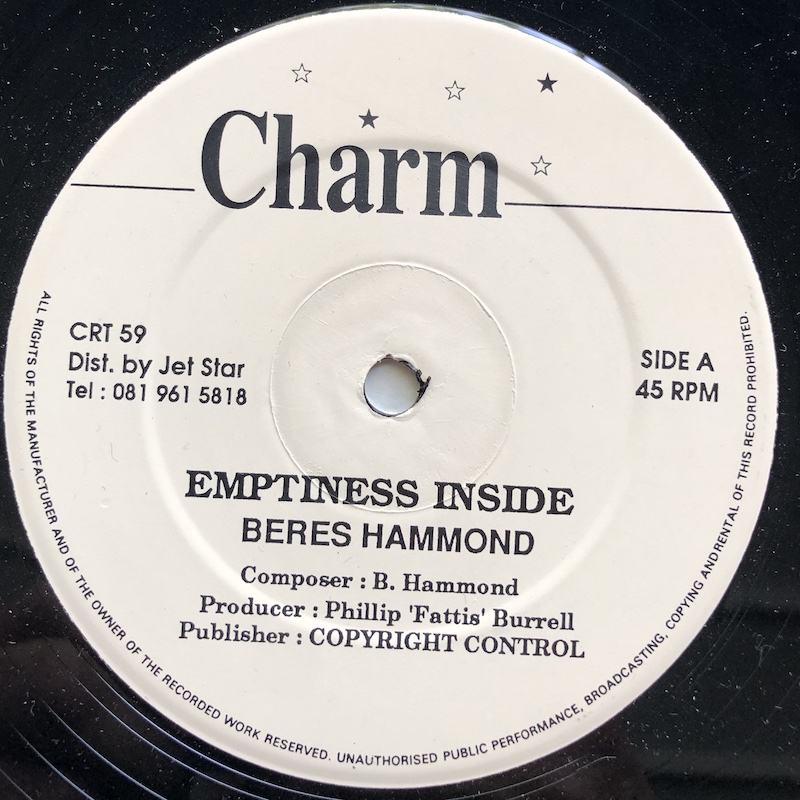 Charm
CRT 59
Dist. by Jet Star
Tel : 081 961 5818
SIDE A
45 RPM
EMPTINESS INSIDE
BERES HAMMOND
Composer : B. Hammond
Producer : Phillip 'Fattis' Burrell
Publisher : COPYRIGHT CONTROL
ALL RIGHTS OF THE MANUFACTURER AND OF THE OWNER OF THE RECORDED WORK RESERVED. UNAUTHORISED PUBLIC PERFORMANCE, BROADCASTING, COPYING ANDRENTAL OF THIS RECORD PROHIBITED.